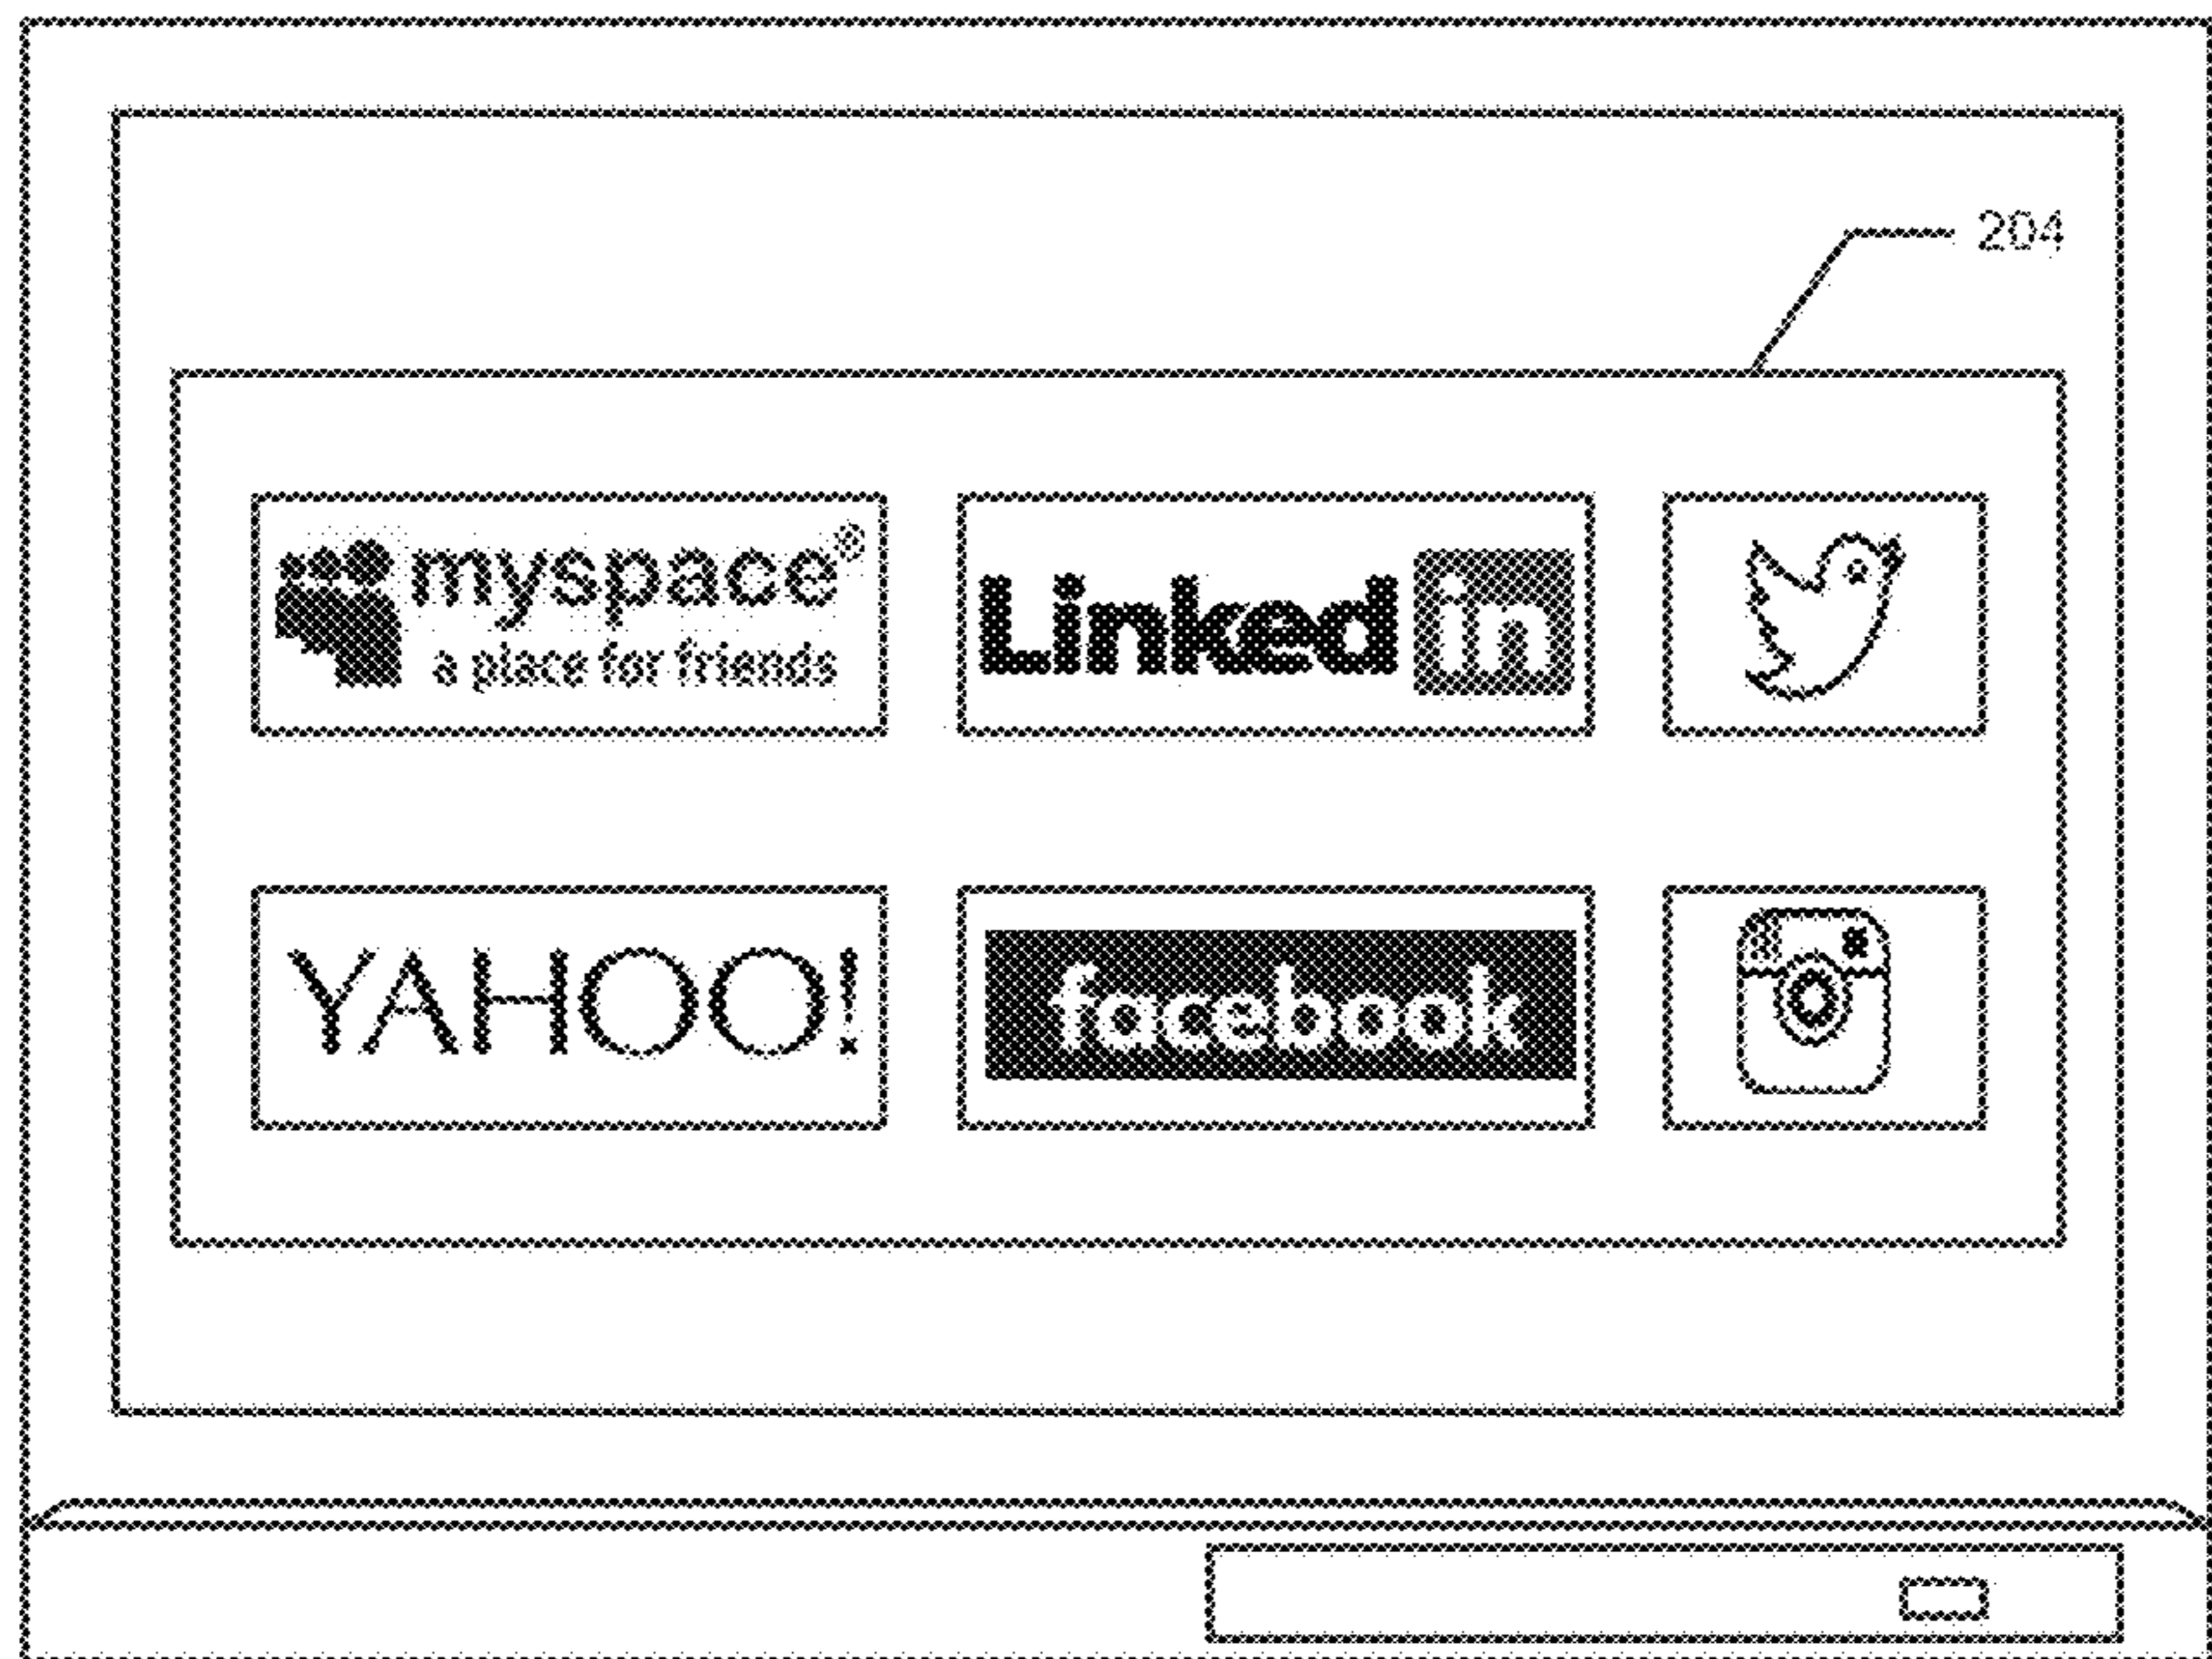 204
myspace®
a place for friends
Linked in
YAHOO!
facebook